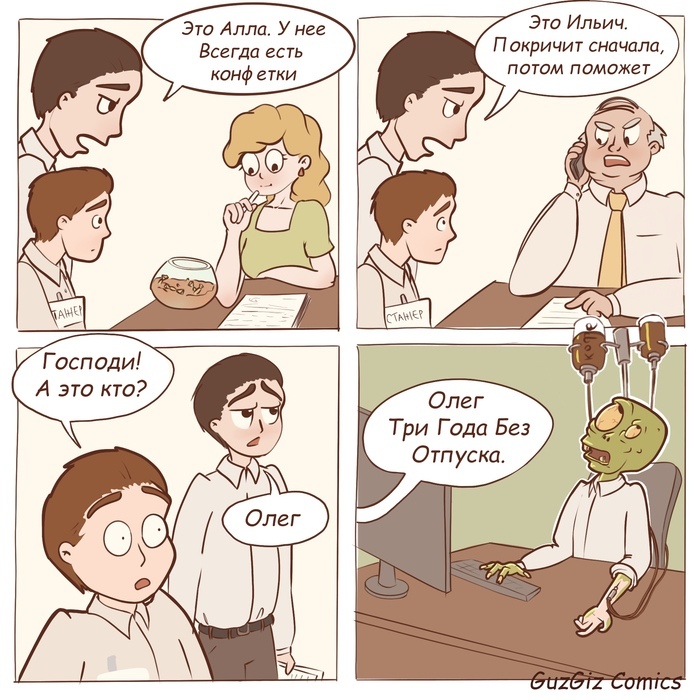 Это Алла. У нее
Всегда есть
конфетки
СТАЖЕР
Это Ильич.
Покричит сначала,
потом поможет
СТАЖЕР
Господи!
А это кто?
Олег
Олег
Три Года Без
Отпуска.
GuzGiz Comics